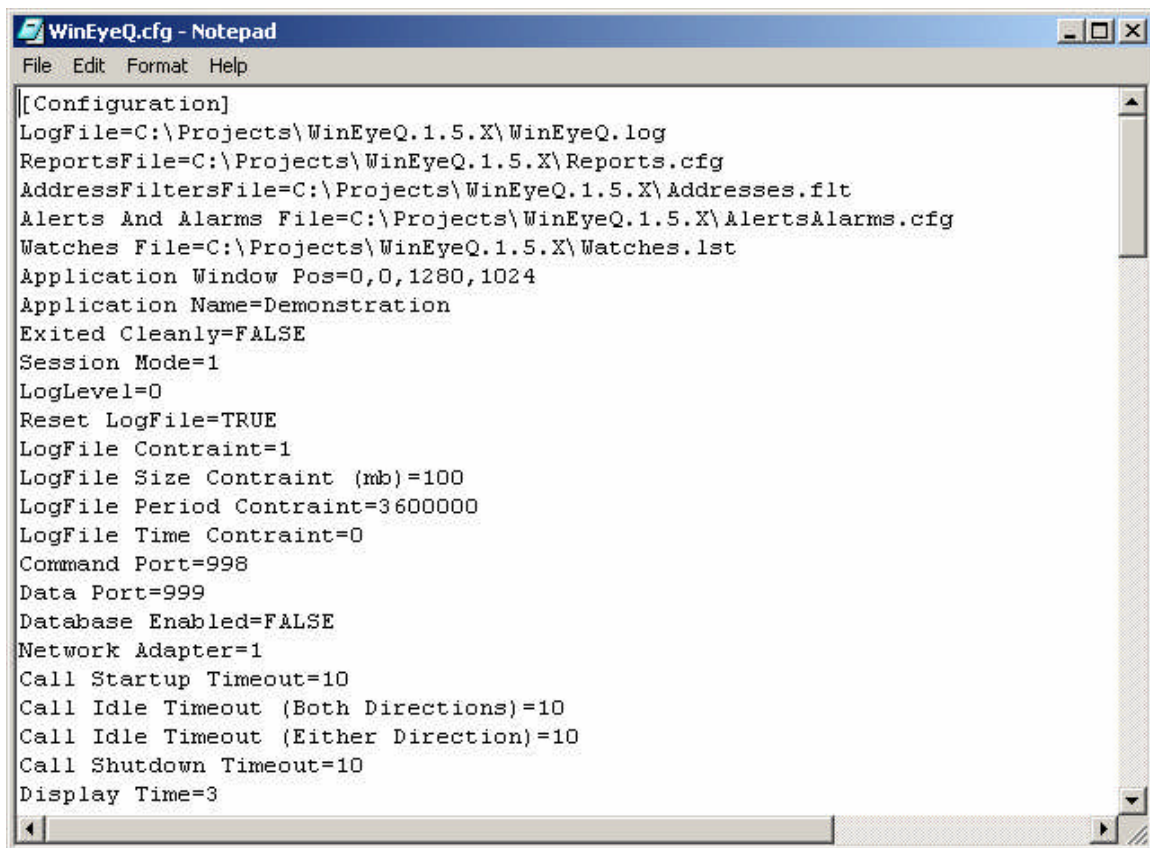 WinEyeQ.cfg - Notepad
File Edit Format Help
[Configuration]
LogFile=C:\Projects\WinEyeQ.1.5.X\WinEyeQ.log
ReportsFile=C:\Projects\WinEyeQ.1.5.X\Reports.cfg
AddressFiltersFile=C:\Projects\WinEyeQ.1.5.X\Addresses.flt
Alerts And Alarms File=C:\Projects\WinEyeQ.1.5.X\AlertsAlarms.cfg
Watches File=C:\Projects\WinEyeQ.1.5.X\Watches.lst
Application Window Pos=0,0,1280,1024
Application Name=Demonstration
Exited Cleanly=FALSE
Session Mode=1
LogLevel=0
Reset LogFile=TRUE
LogFile Contraint=1
LogFile Size Contraint (mb)=100
LogFile Period Contraint=3600000
LogFile Time Contraint=0
Command Port=998
Data Port=999
Database Enabled=FALSE
Network Adapter=1
Call Startup Timeout=10
Call Idle Timeout (Both Directions)=10
Call Idle Timeout (Either Direction)=10
Call Shutdown Timeout=10
Display Time=3